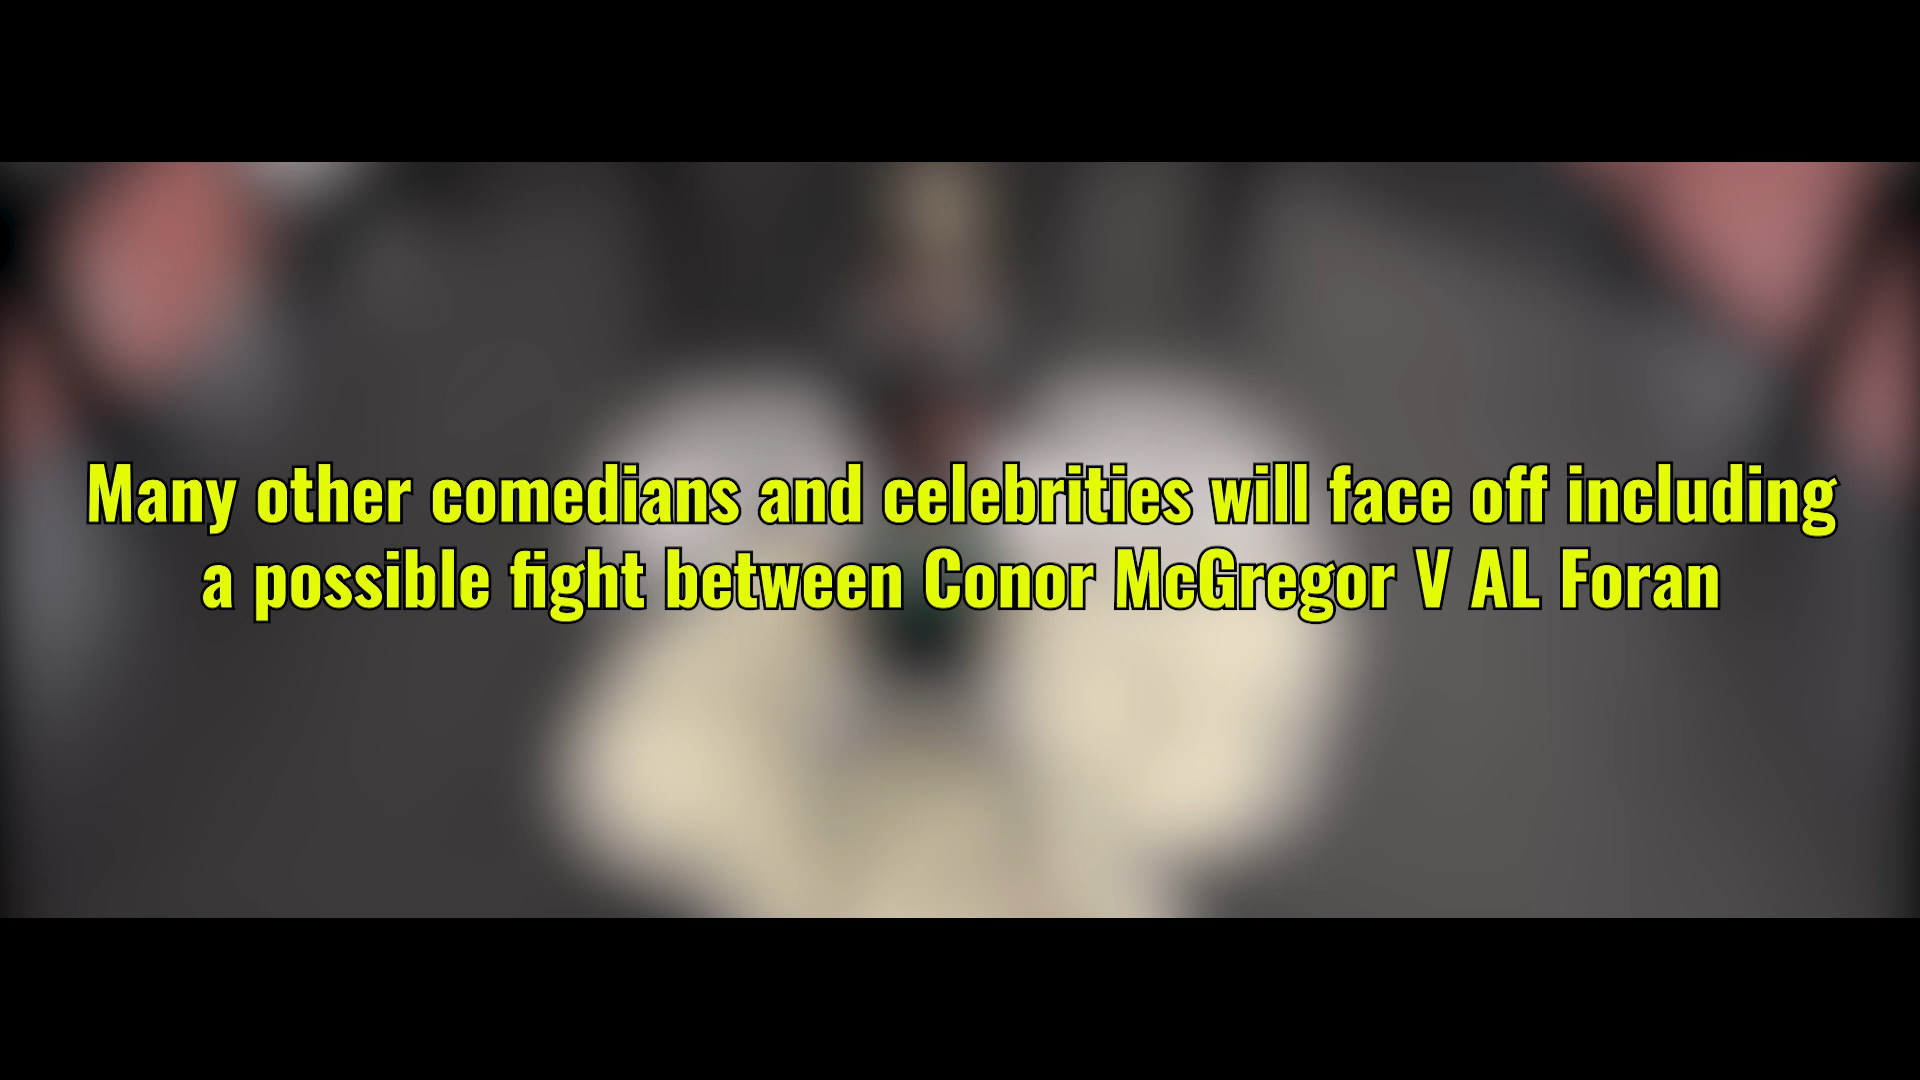 Many other comedians and celebrities will face off including
a possible fight between Conor McGregor V AL Foran